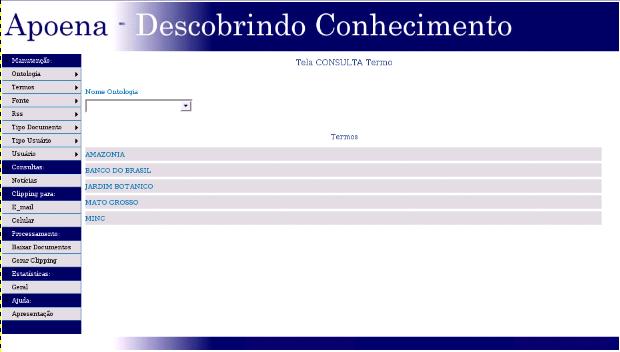 Apoena - Descobrindo Conhecimento
Manutenção:
Ontologia
Termos
Fonte
Rss
Tipo Documento
Tipo Usuário
Usuário
Consultas:
Notícias
Clipping para:
E_mail
Celular
Processamento:
Baixar Documentos
Gerar Clipping
Estatísticas:
Geral
Ajuda:
Apresentação
Tela CONSULTA Termo
Nome Ontologia
Termos
AMAZONIA
BANCO DO BRASIL
JARDIM BOTANICO
MATO GROSSO
MINC